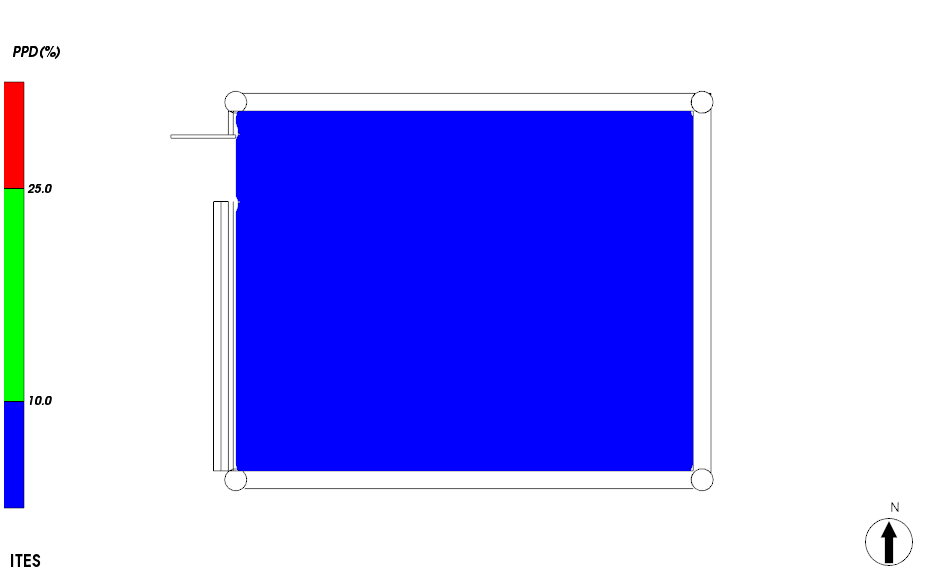 PPD(%)
25.0
10.0
N
ITES